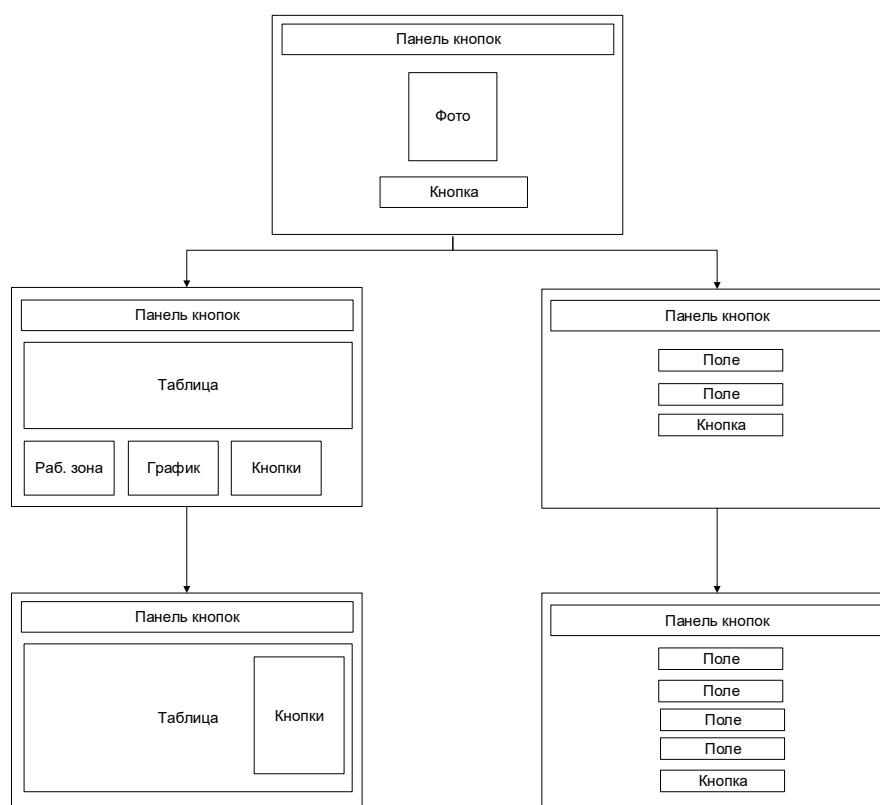 Панель кнопок
Фото
Кнопка
Панель кнопок
Таблица
Раб. зона
График
Кнопки
Панель кнопок
Поле
Поле
Кнопка
Панель кнопок
Таблица
Кнопки
Панель кнопок
Поле
Поле
Поле
Поле
Кнопка